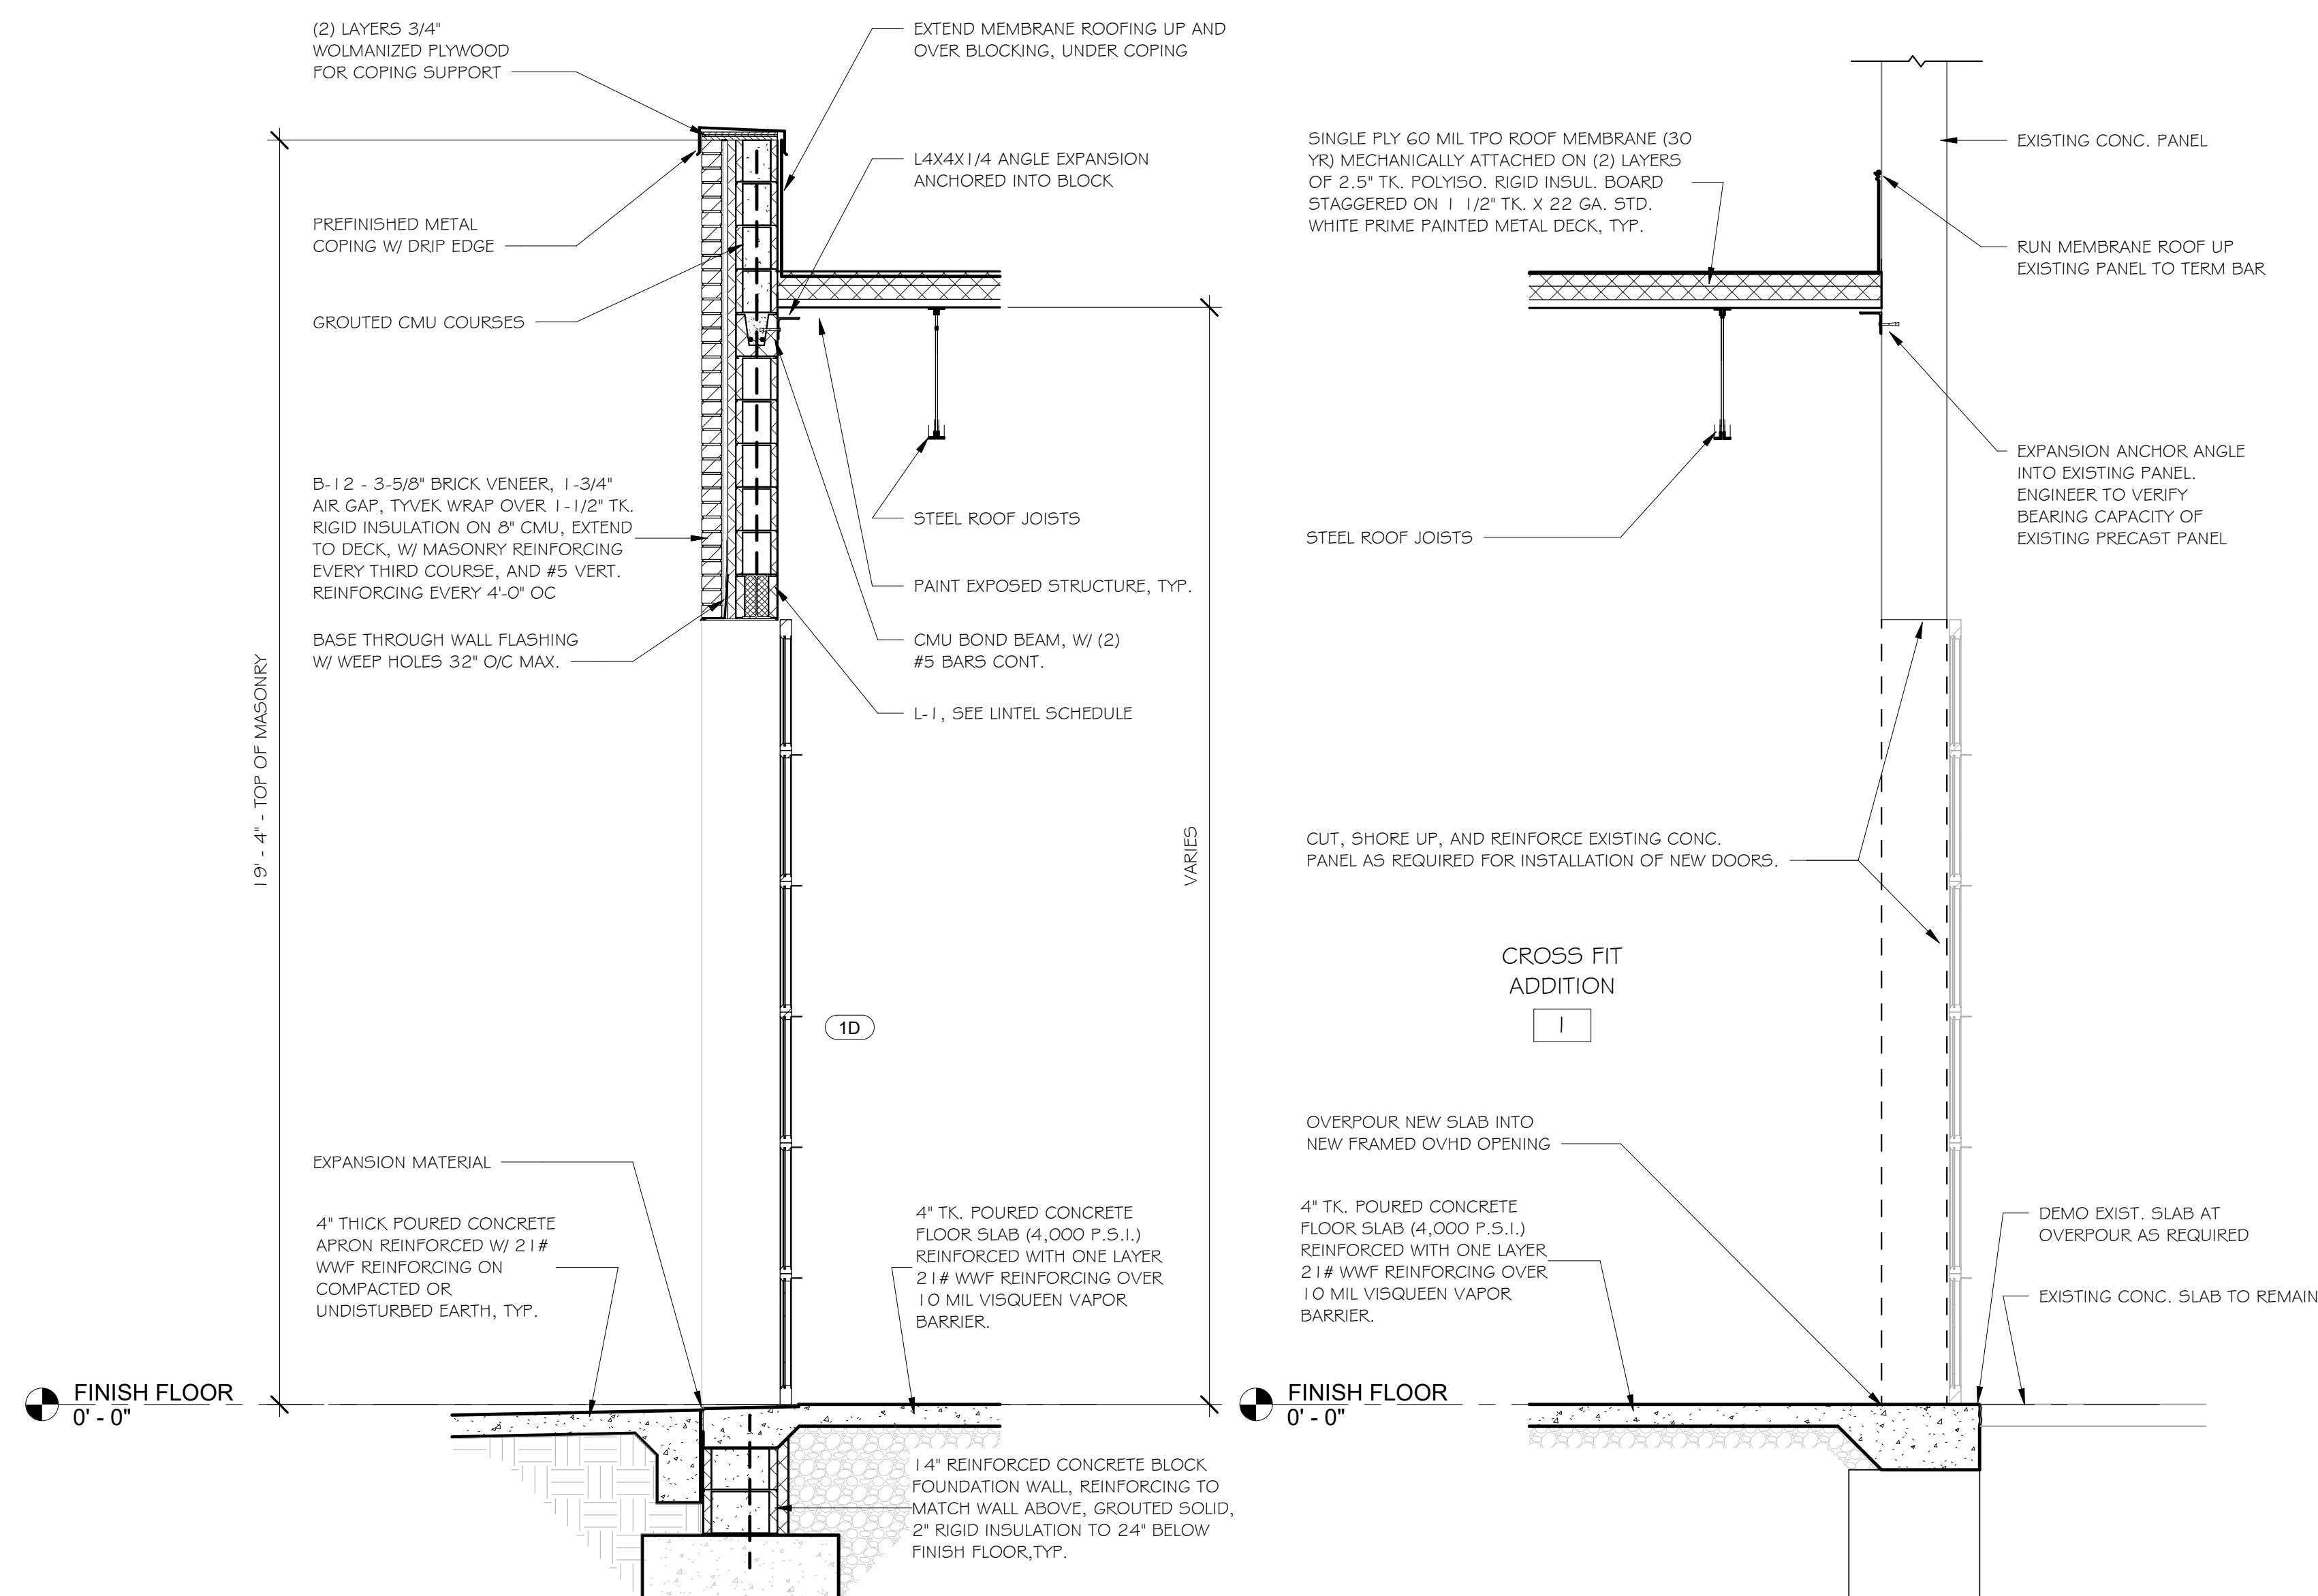 (2) LAYERS 3/4"
WOLMANIZED PLYWOOD
FOR COPING SUPPORT
EXTEND MEMBRANE ROOFING UP AND
OVER BLOCKING, UNDER COPING
L4X4X1/4 ANGLE EXPANSION
ANCHORED INTO BLOCK
PREFINISHED METAL
COPING W/ DRIP EDGE
GROUTED CMU COURSES
B-12 - 3-5/8" BRICK VENEER, 1-3/4"
AIR GAP, TYVEK WRAP OVER 1-1/2" TK.
RIGID INSULATION ON 8" CMU, EXTEND
TO DECK, W/ MASONRY REINFORCING
EVERY THIRD COURSE, AND #5 VERT.
REINFORCING EVERY 4'-0" OC
BASE THROUGH WALL FLASHING
W/ WEEP HOLES 32" O/C MAX.
STEEL ROOF JOISTS
PAINT EXPOSED STRUCTURE, TYP.
CMU BOND BEAM, W/ (2)
#5 BARS CONT.
L-1, SEE LINTEL SCHEDULE
19' - 4" - TOP OF MASONRY
VARIES
1D
EXPANSION MATERIAL
4" THICK POURED CONCRETE
APRON REINFORCED W/ 21#
WWF REINFORCING ON
COMPACTED OR
UNDISTURBED EARTH, TYP.
4" TK. POURED CONCRETE
FLOOR SLAB (4,000 P.S.I.)
REINFORCED WITH ONE LAYER
21# WWF REINFORCING OVER
10 MIL VISQUEEN VAPOR
BARRIER.
FINISH FLOOR
0' - 0"
14" REINFORCED CONCRETE BLOCK
FOUNDATION WALL, REINFORCING TO
MATCH WALL ABOVE, GROUTED SOLID,
2" RIGID INSULATION TO 24" BELOW
FINISH FLOOR,TYP.
SINGLE PLY 60 MIL TPO ROOF MEMBRANE (30
YR) MECHANICALLY ATTACHED ON (2) LAYERS
OF 2.5" TK. POLYISO. RIGID INSUL. BOARD
STAGGERED ON 1 1/2" TK. X 22 GA. STD.
WHITE PRIME PAINTED METAL DECK, TYP.
EXISTING CONC. PANEL
RUN MEMBRANE ROOF UP
EXISTING PANEL TO TERM BAR
EXPANSION ANCHOR ANGLE
INTO EXISTING PANEL.
ENGINEER TO VERIFY
BEARING CAPACITY OF
EXISTING PRECAST PANEL
STEEL ROOF JOISTS
CUT, SHORE UP, AND REINFORCE EXISTING CONC.
PANEL AS REQUIRED FOR INSTALLATION OF NEW DOORS.
CROSS FIT
ADDITION
1
OVERPOUR NEW SLAB INTO
NEW FRAMED OVHD OPENING
4" TK. POURED CONCRETE
FLOOR SLAB (4,000 P.S.I.)
REINFORCED WITH ONE LAYER
21# WWF REINFORCING OVER
10 MIL VISQUEEN VAPOR
BARRIER.
DEMO EXIST. SLAB AT
OVERPOUR AS REQUIRED
EXISTING CONC. SLAB TO REMAIN
FINISH FLOOR
0' - 0"